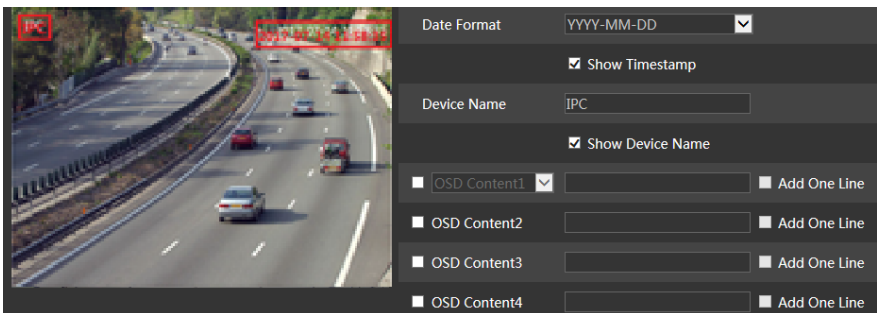 IPC
Date Format YYYY-MM-DD
Show Timestamp
Device Name IPC
Show Device Name
OSD Content1 Add One Line
OSD Content2 Add One Line
OSD Content3 Add One Line
OSD Content4 Add One Line